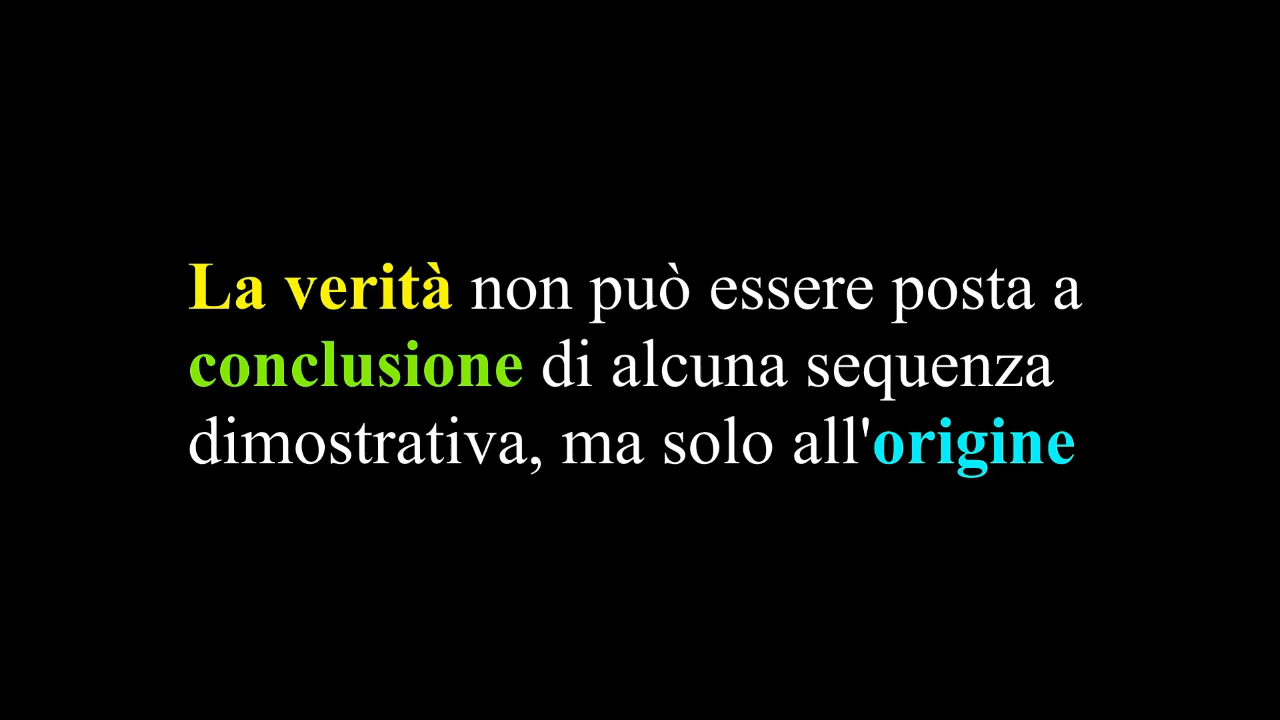 La verità non può essere posta a
conclusione di alcuna sequenza
dimostrativa, ma solo all'origine